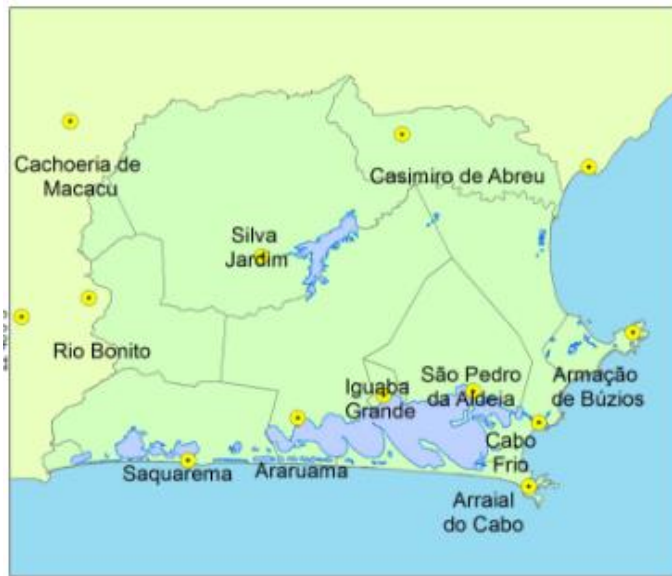 Cachoeria de
Macacu
Casimiro de Abreu
Silva
Jardim
Rio Bonito
Iguaba
Grande
São Pedro
da Aldeia
Armação
de Búzios
Cabo
Frio
Saquarema
Araruama
Arraial
do Cabo